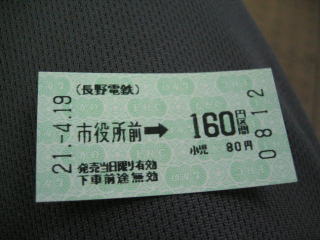 (長野電鉄)
21.-4.19
市役所前➡160円区間
小児 80円
発売当日限り有効
下車前途無効
0812